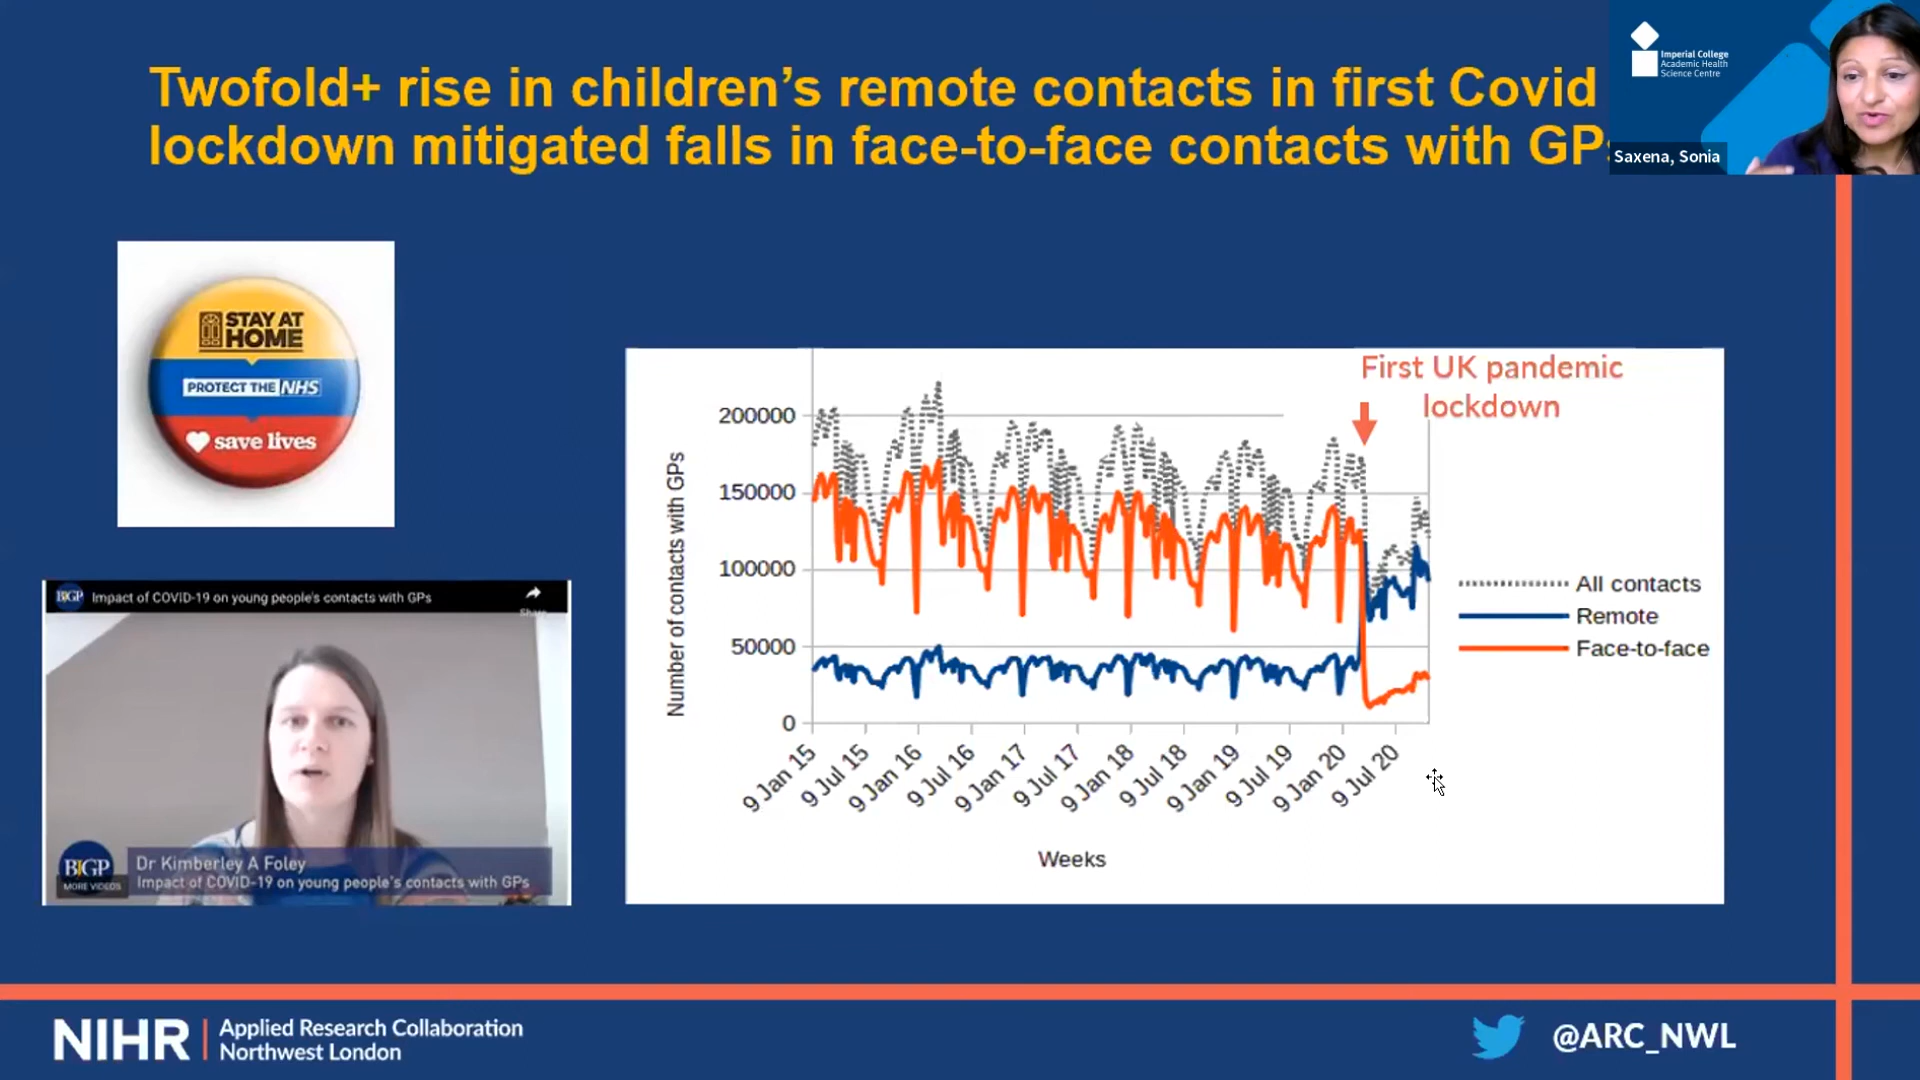 Twofold+ rise in children's remote contacts in first Covid
lockdown mitigated falls in face-to-face contacts with GP
Imperial College
Academic Health
Science Centre
Saxena, Sonia
STAY AT
HOME
PROTECT THE NHS
save lives
BJGP
Impact of COVID-19 on young people's contacts with GPs
Share
BJGP
MORE VIDEOS
Dr Kimberley A Foley
Impact of COVID-19 on young people's contacts with GPs
First UK pandemic
lockdown
Number of contacts with GPs
200000
150000
100000
50000
0
9 Jan 15
9 Jul 15
9 Jan 16
9 Jul 16
9 Jan 17
9 Jul 17
9 Jan 18
9 Jul 18
9 Jan 19
9 Jul 19
9 Jan 20
9 Jul 20
Weeks
All contacts
Remote
Face-to-face
NIHR
Applied Research Collaboration
Northwest London
@ARC_NWL